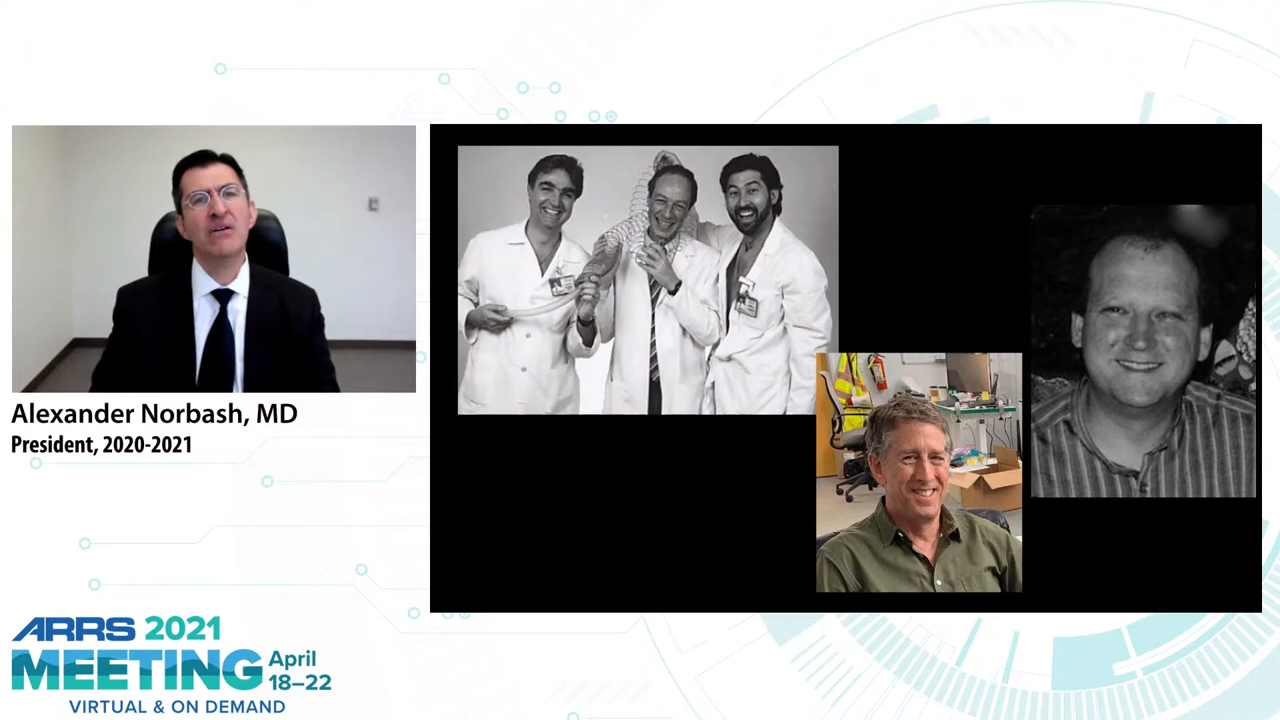 Alexander Norbash, MD
President, 2020-2021
ARRS 2021
MEETING
April
18–22
VIRTUAL & ON DEMAND